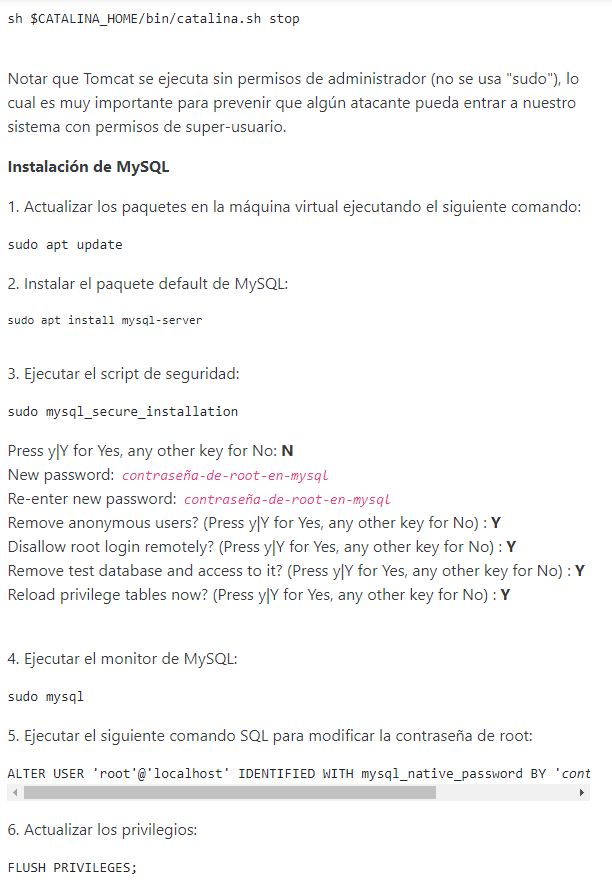 sh $CATALINA_HOME/bin/catalina.sh stop
Notar que Tomcat se ejecuta sin permisos de administrador (no se usa "sudo"), lo
cual es muy importante para prevenir que algún atacante pueda entrar a nuestro
sistema con permisos de super-usuario.
Instalación de MySQL
1. Actualizar los paquetes en la máquina virtual ejecutando el siguiente comando:
sudo apt update
2. Instalar el paquete default de MySQL:
sudo apt install mysql-server
3. Ejecutar el script de seguridad:
sudo mysql_secure_installation
Press y|Y for Yes, any other key for No: N
New password: contraseña-de-root-en-mysql
Re-enter new password: contraseña-de-root-en-mysql
Remove anonymous users? (Press y|Y for Yes, any other key for No) : Y
Disallow root login remotely? (Press y|Y for Yes, any other key for No) : Y
Remove test database and access to it? (Press y|Y for Yes, any other key for No) : Y
Reload privilege tables now? (Press y|Y for Yes, any other key for No) : Y
4. Ejecutar el monitor de MySQL:
sudo mysql
5. Ejecutar el siguiente comando SQL para modificar la contraseña de root:
ALTER USER 'root'@'localhost' IDENTIFIED WITH mysql_native_password BY 'cont
6. Actualizar los privilegios:
FLUSH PRIVILEGES;